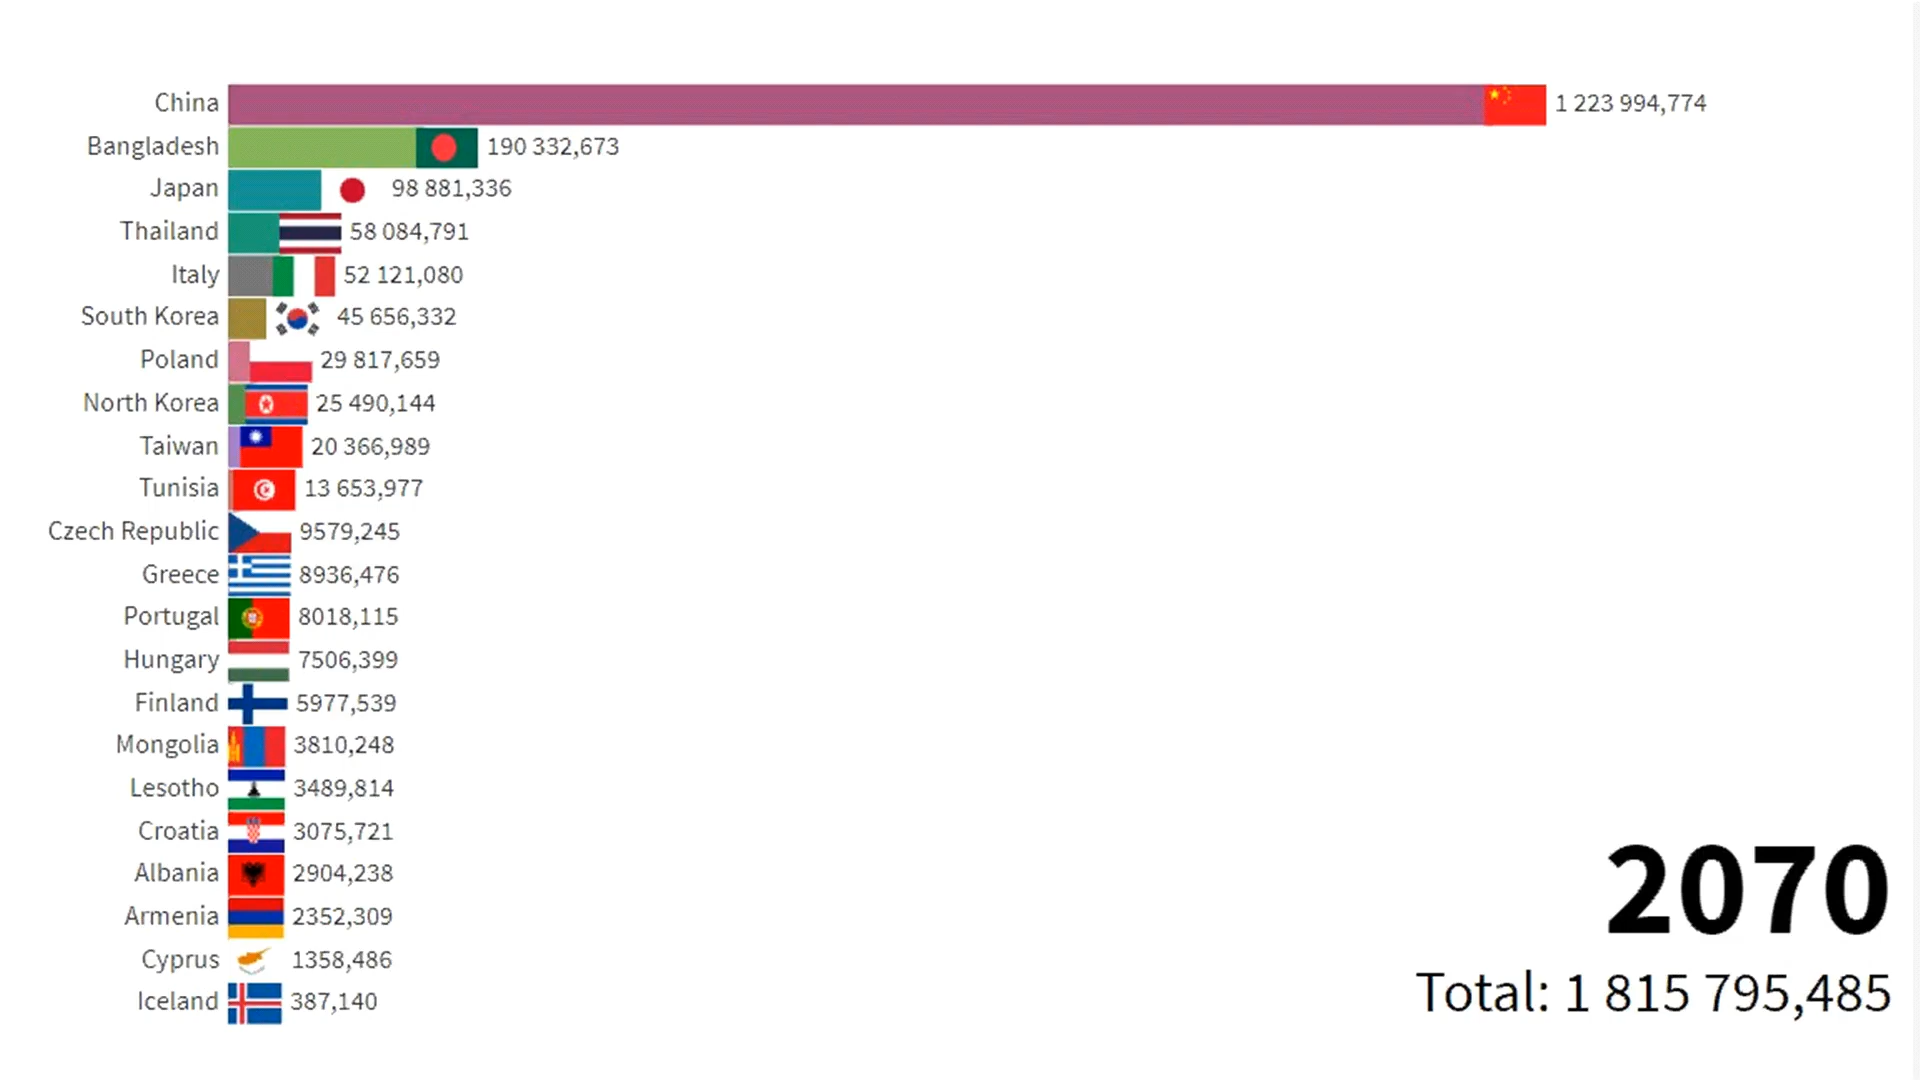 China 1 223 994,774
Bangladesh 190 332,673
Japan 98 881,336
Thailand 58 084,791
Italy 52 121,080
South Korea 45 656,332
Poland 29 817,659
North Korea 25 490,144
Taiwan 20 366,989
Tunisia 13 653,977
Czech Republic 9579,245
Greece 8936,476
Portugal 8018,115
Hungary 7506,399
Finland 5977,539
Mongolia 3810,248
Lesotho 3489,814
Croatia 3075,721
Albania 2904,238
Armenia 2352,309
Cyprus 1358,486
Iceland 387,140
2070
Total: 1 815 795,485